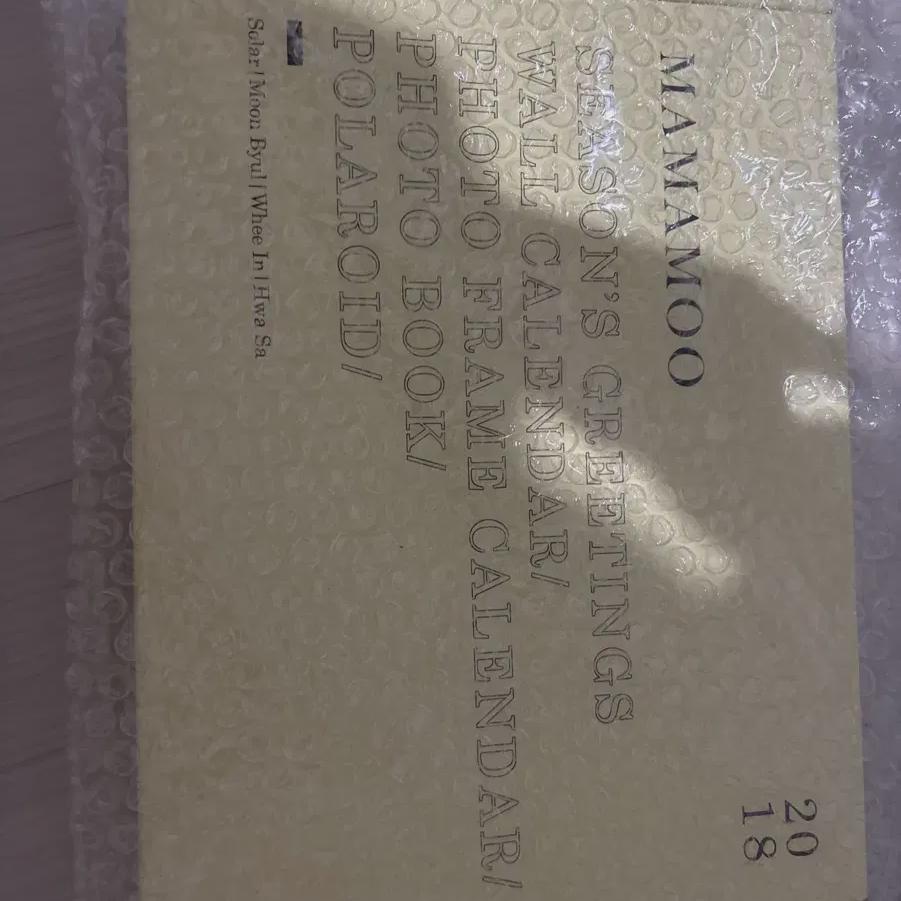 20
18
MAMAMOO
SEASON'S GREETINGS
WALL CALENDAR/
PHOTO FRAME CALENDAR/
PHOTO BOOK/
POLAROID/
Solar | Moon Byul | Whee In | Hwa Sa